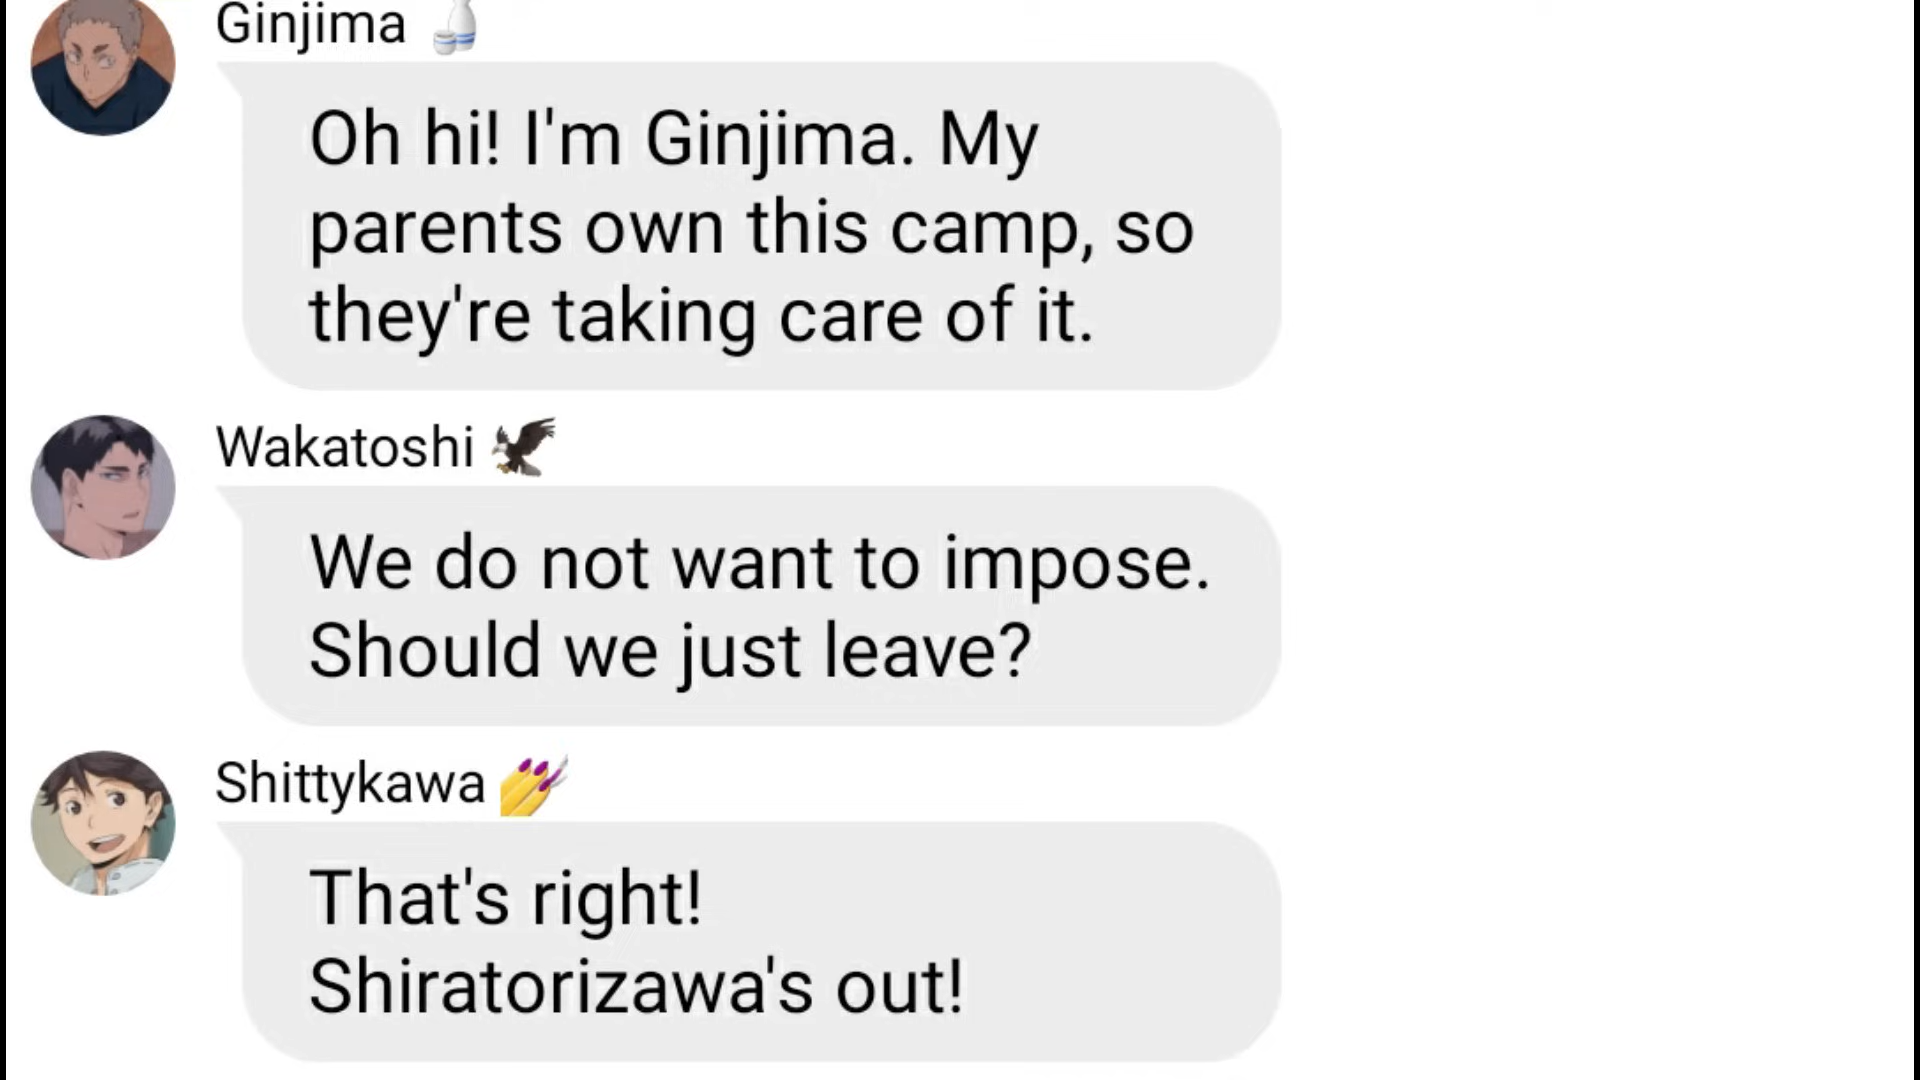 Ginjima 🍶
Oh hi! I'm Ginjima. My
parents own this camp, so
they're taking care of it.
Wakatoshi 🦅
We do not want to impose.
Should we just leave?
Shittykawa 💅
That's right!
Shiratorizawa's out!